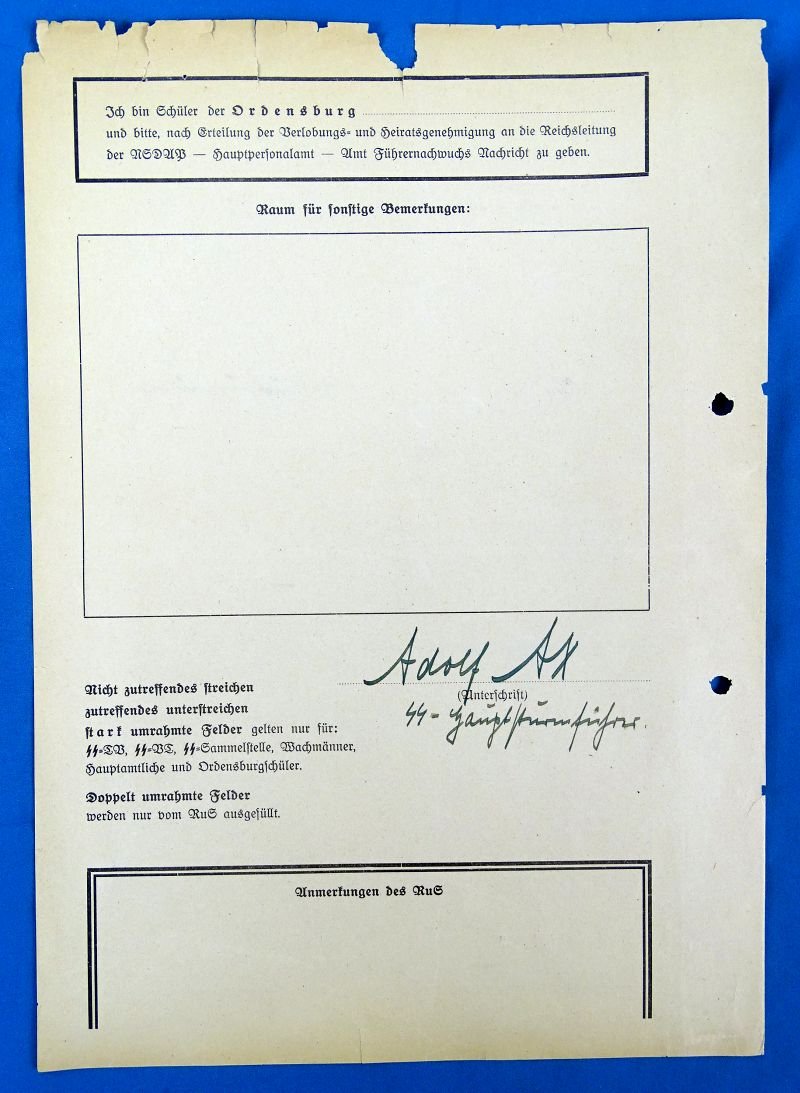 Ich bin Schüler der Ordensburg
und bitte, nach Erteilung der Verlobungs- und Heiratsgenehmigung an die Reichsleitung
der NSDAP — Hauptpersonalamt — Amt Führernachwuchs Nachricht zu geben.
Raum für sonstige Bemerkungen:
Adolf Ax
(Unterschrift)
SS-Hauptsturmführer.
Nicht zutreffendes streichen
zutreffendes unterstreichen
stark umrahmte Felder gelten nur für:
SS-TV, SS-VT, SS-Sammelstelle, Wachmänner,
Hauptamtliche und Ordensburgschüler.
Doppelt umrahmte Felder
werden nur vom RuS ausgefüllt.
Anmerkungen des RuS